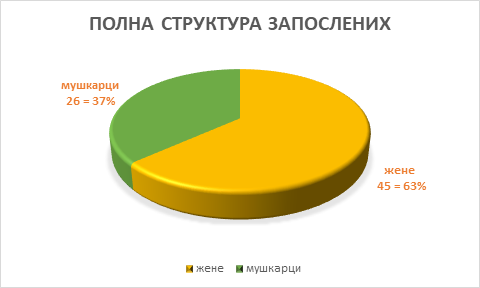 ПОЛНА СТРУКТУРА ЗАПОСЛЕНИХ
мушкарци
26 = 37%
жене
45 = 63%
жене мушкарци